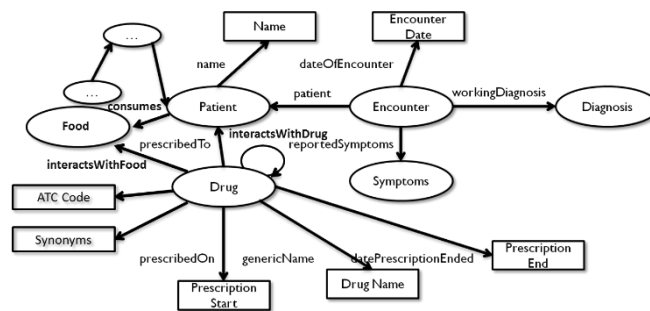 ...
Name
Encounter
Date
name
dateOfEncounter
...
consumes
Patient
patient
Encounter
workingDiagnosis
Diagnosis
Food
prescribedTo
interactsWithDrug
reportedSymptoms
interactsWithFood
Drug
Symptoms
ATC Code
Synonyms
prescribedOn
genericName
datePrescriptionEnded
Prescription
End
Prescription
Start
Drug Name